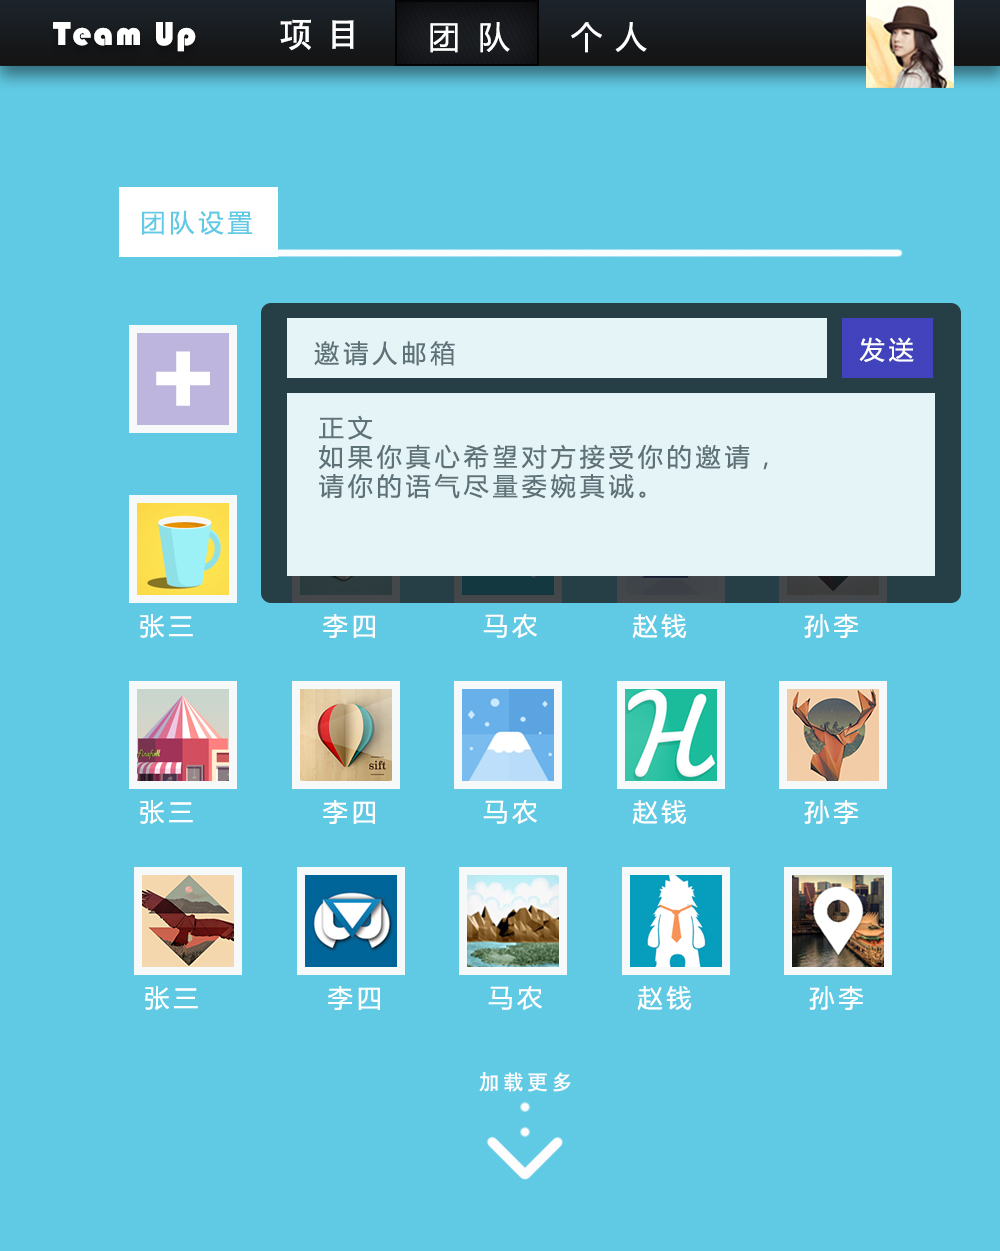 Team Up 项目 团队 个人
团队设置
邀请人邮箱 发送
正文
如果你真心希望对方接受你的邀请，
请你的语气尽量委婉真诚。
张三 李四 马农 赵钱 孙李
sift
张三 李四 马农 赵钱 孙李
张三 李四 马农 赵钱 孙李
加载更多